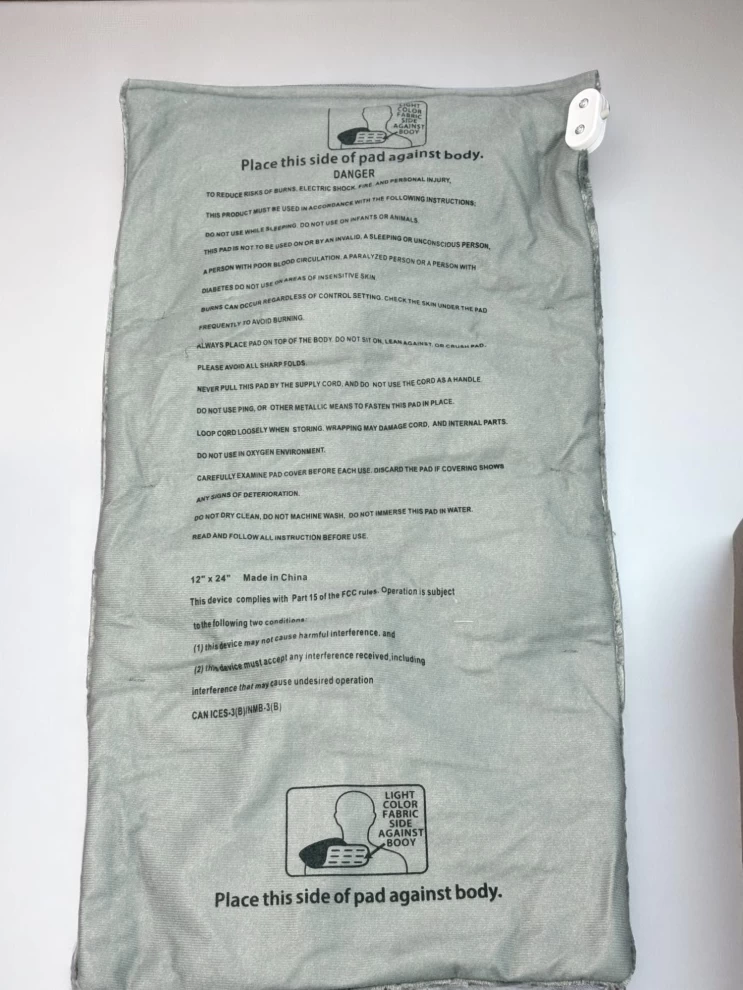 LIGHT
COLOR
FABRIC
SIDE
AGAINST
BODY
Place this side of pad against body.
DANGER
TO REDUCE RISKS OF BURNS, ELECTRIC SHOCK, FIRE, AND PERSONAL INJURY,
THIS PRODUCT MUST BE USED IN ACCORDANCE WITH THE FOLLOWING INSTRUCTIONS:
DO NOT USE WHILE SLEEPING. DO NOT USE ON INFANTS OR ANIMALS.
THIS PAD IS NOT TO BE USED ON OR BY AN INVALID, A SLEEPING OR UNCONSCIOUS PERSON,
A PERSON WITH POOR BLOOD CIRCULATION, A PARALYZED PERSON OR A PERSON WITH
DIABETES DO NOT USE ON AREAS OF INSENSITIVE SKIN.
BURNS CAN OCCUR REGARDLESS OF CONTROL SETTING. CHECK THE SKIN UNDER THE PAD
FREQUENTLY TO AVOID BURNING.
ALWAYS PLACE PAD ON TOP OF THE BODY. DO NOT SIT ON, LEAN AGAINST, OR CRUSH PAD.
PLEASE AVOID ALL SHARP FOLDS.
NEVER PULL THIS PAD BY THE SUPPLY CORD, AND DO NOT USE THE CORD AS A HANDLE.
DO NOT USE PING, OR OTHER METALLIC MEANS TO FASTEN THIS PAD IN PLACE.
LOOP CORD LOOSELY WHEN STORING. WRAPPING MAY DAMAGE CORD, AND INTERNAL PARTS.
DO NOT USE IN OXYGEN ENVIRONMENT.
CAREFULLY EXAMINE PAD COVER BEFORE EACH USE. DISCARD THE PAD IF COVERING SHOWS
ANY SIGNS OF DETERIORATION.
DO NOT DRY CLEAN, DO NOT MACHINE WASH, DO NOT IMMERSE THIS PAD IN WATER.
READ AND FOLLOW ALL INSTRUCTION BEFORE USE.
12" x 24" Made in China
This device complies with Part 15 of the FCC rules. Operation is subject
to the following two conditions:
(1) this device may not cause harmful interference, and
(2) this device must accept any interference received,including
interference that may cause undesired operation
CAN ICES-3(B)/NMB-3(B)
LIGHT
COLOR
FABRIC
SIDE
AGAINST
BOOY
Place this side of pad against body.